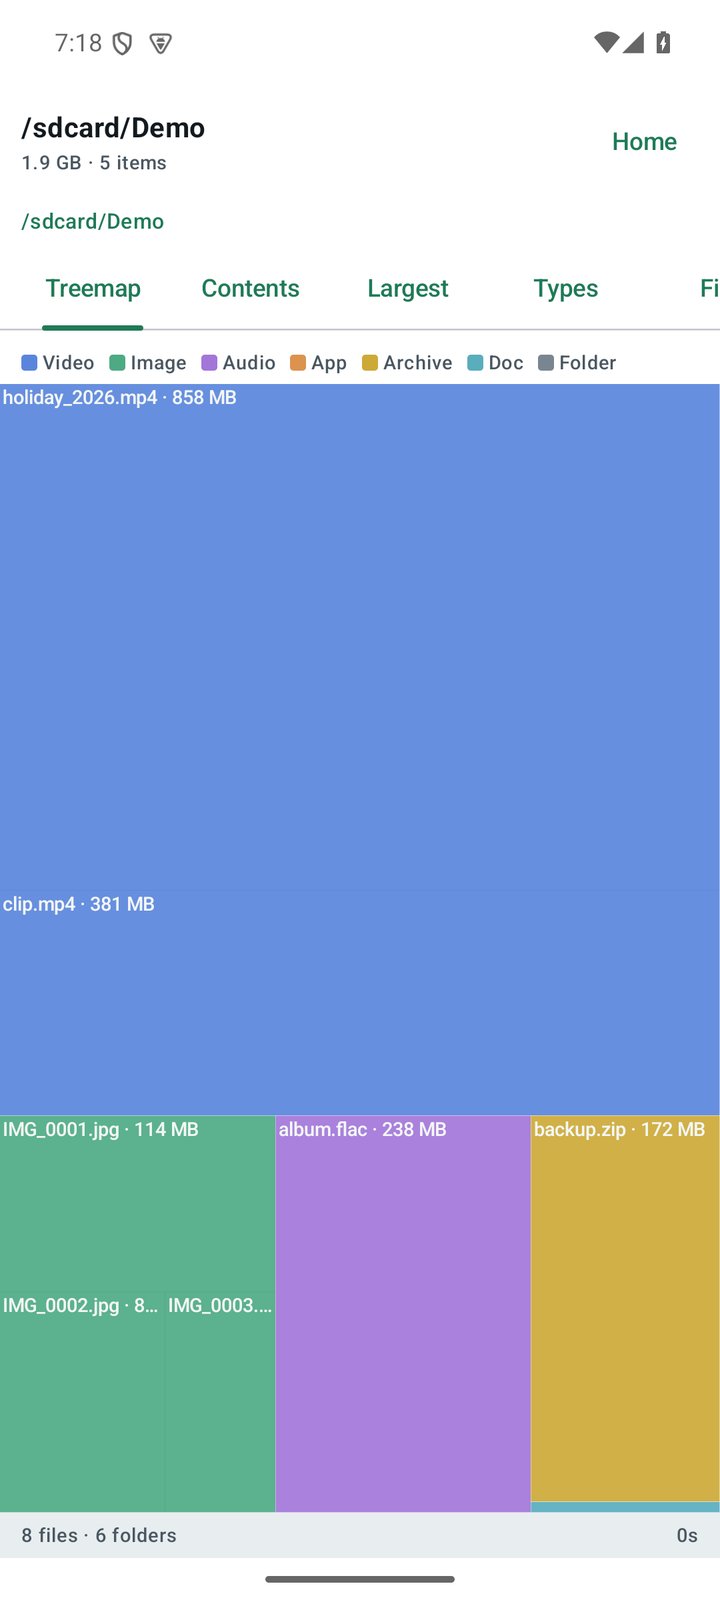 7:18
/sdcard/Demo
1.9 GB · 5 items
Home
/sdcard/Demo
Treemap Contents Largest Types Fi
Video Image Audio App Archive Doc Folder
holiday_2026.mp4 · 858 MB
clip.mp4 · 381 MB
IMG_0001.jpg · 114 MB
album.flac · 238 MB
backup.zip · 172 MB
IMG_0002.jpg · 8...
IMG_0003....
8 files · 6 folders
0s